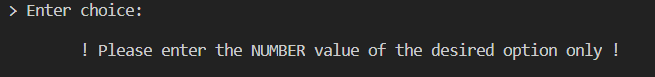 > Enter choice:
! Please enter the NUMBER value of the desired option only !